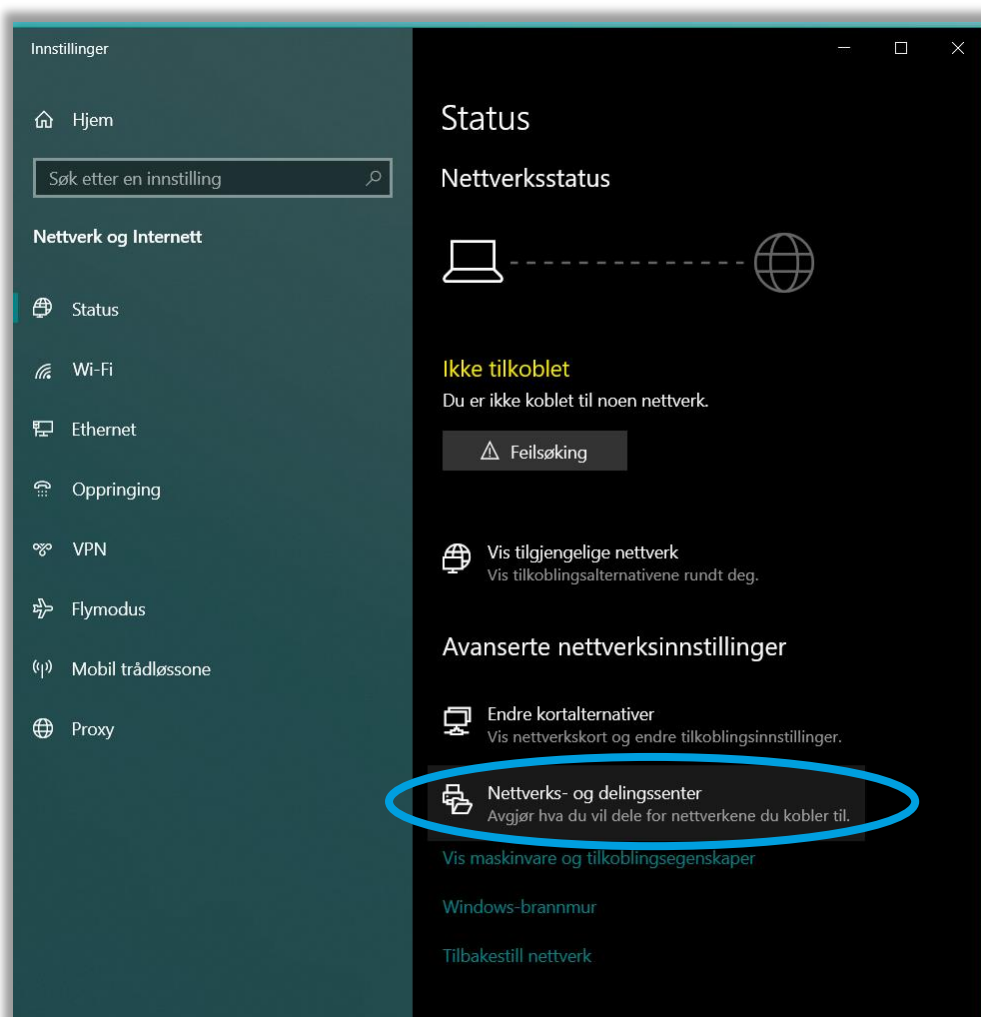 Innstillinger
Hjem
Søk etter en innstilling
Nettverk og Internett
Status
Wi-Fi
Ethernet
Oppringing
VPN
Flymodus
Mobil trådløssone
Proxy
Status
Nettverksstatus
Ikke tilkoblet
Du er ikke koblet til noen nettverk.
Feilsøking
Vis tilgjengelige nettverk
Vis tilkoblingsalternativene rundt deg.
Avanserte nettverksinnstillinger
Endre kortalternativer
Vis nettverkskort og endre tilkoblingsinnstillinger.
Nettverks- og delingssenter
Avgjør hva du vil dele for nettverkene du kobler til.
Vis maskinvare og tilkoblingsegenskaper
Windows-brannmur
Tilbakestill nettverk